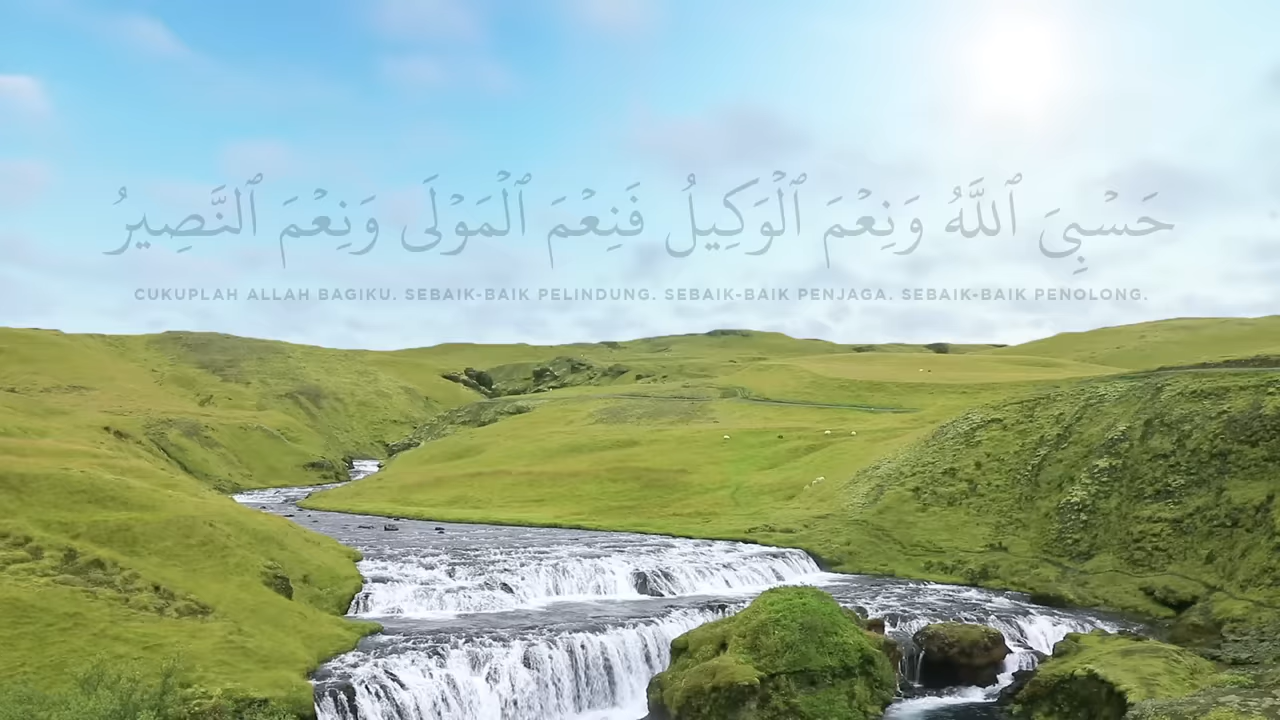 حَسْبِيَ ٱللَّهُ وَنِعْمَ ٱلْوَكِيلُ فَنِعْمَ ٱلْمَوْلَى وَنِعْمَ ٱلنَّصِيرُ
CUKUPLAH ALLAH BAGIKU. SEBAIK-BAIK PELINDUNG. SEBAIK-BAIK PENJAGA. SEBAIK-BAIK PENOLONG.